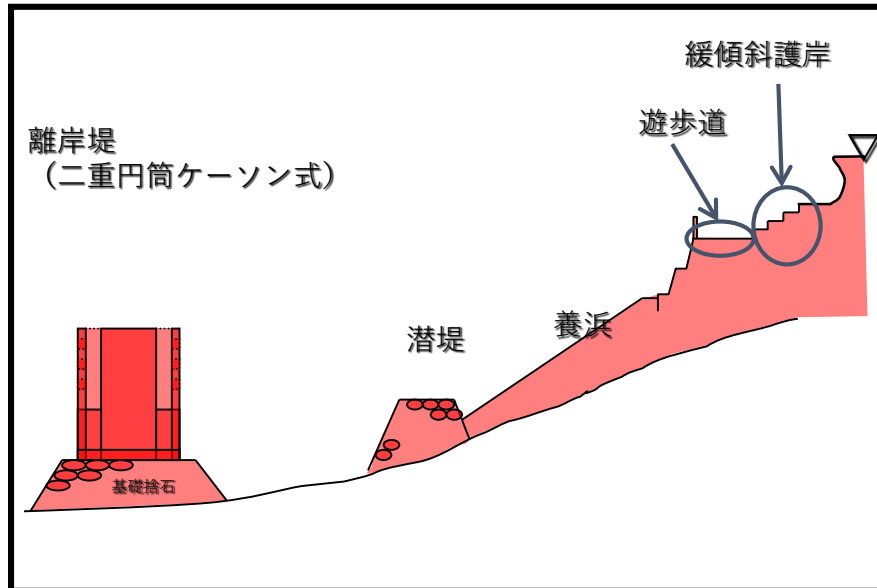 緩傾斜護岸
遊歩道
離岸堤
（二重円筒ケーソン式）
潜堤
養浜
基礎捨石